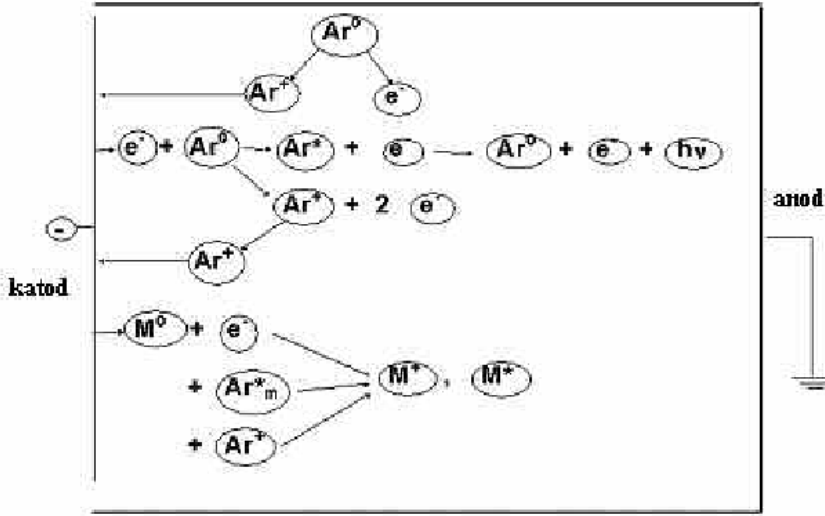 Ar⁰
Ar⁺ e⁻
e⁻ + Ar⁰ Ar* + e⁻ Ar⁰ + e⁻ + hν
Ar⁺ + 2 e⁻
anod
-
Ar⁺
katod
M⁰ + e⁻
M*, M*
+ Ar*m
+ Ar⁺